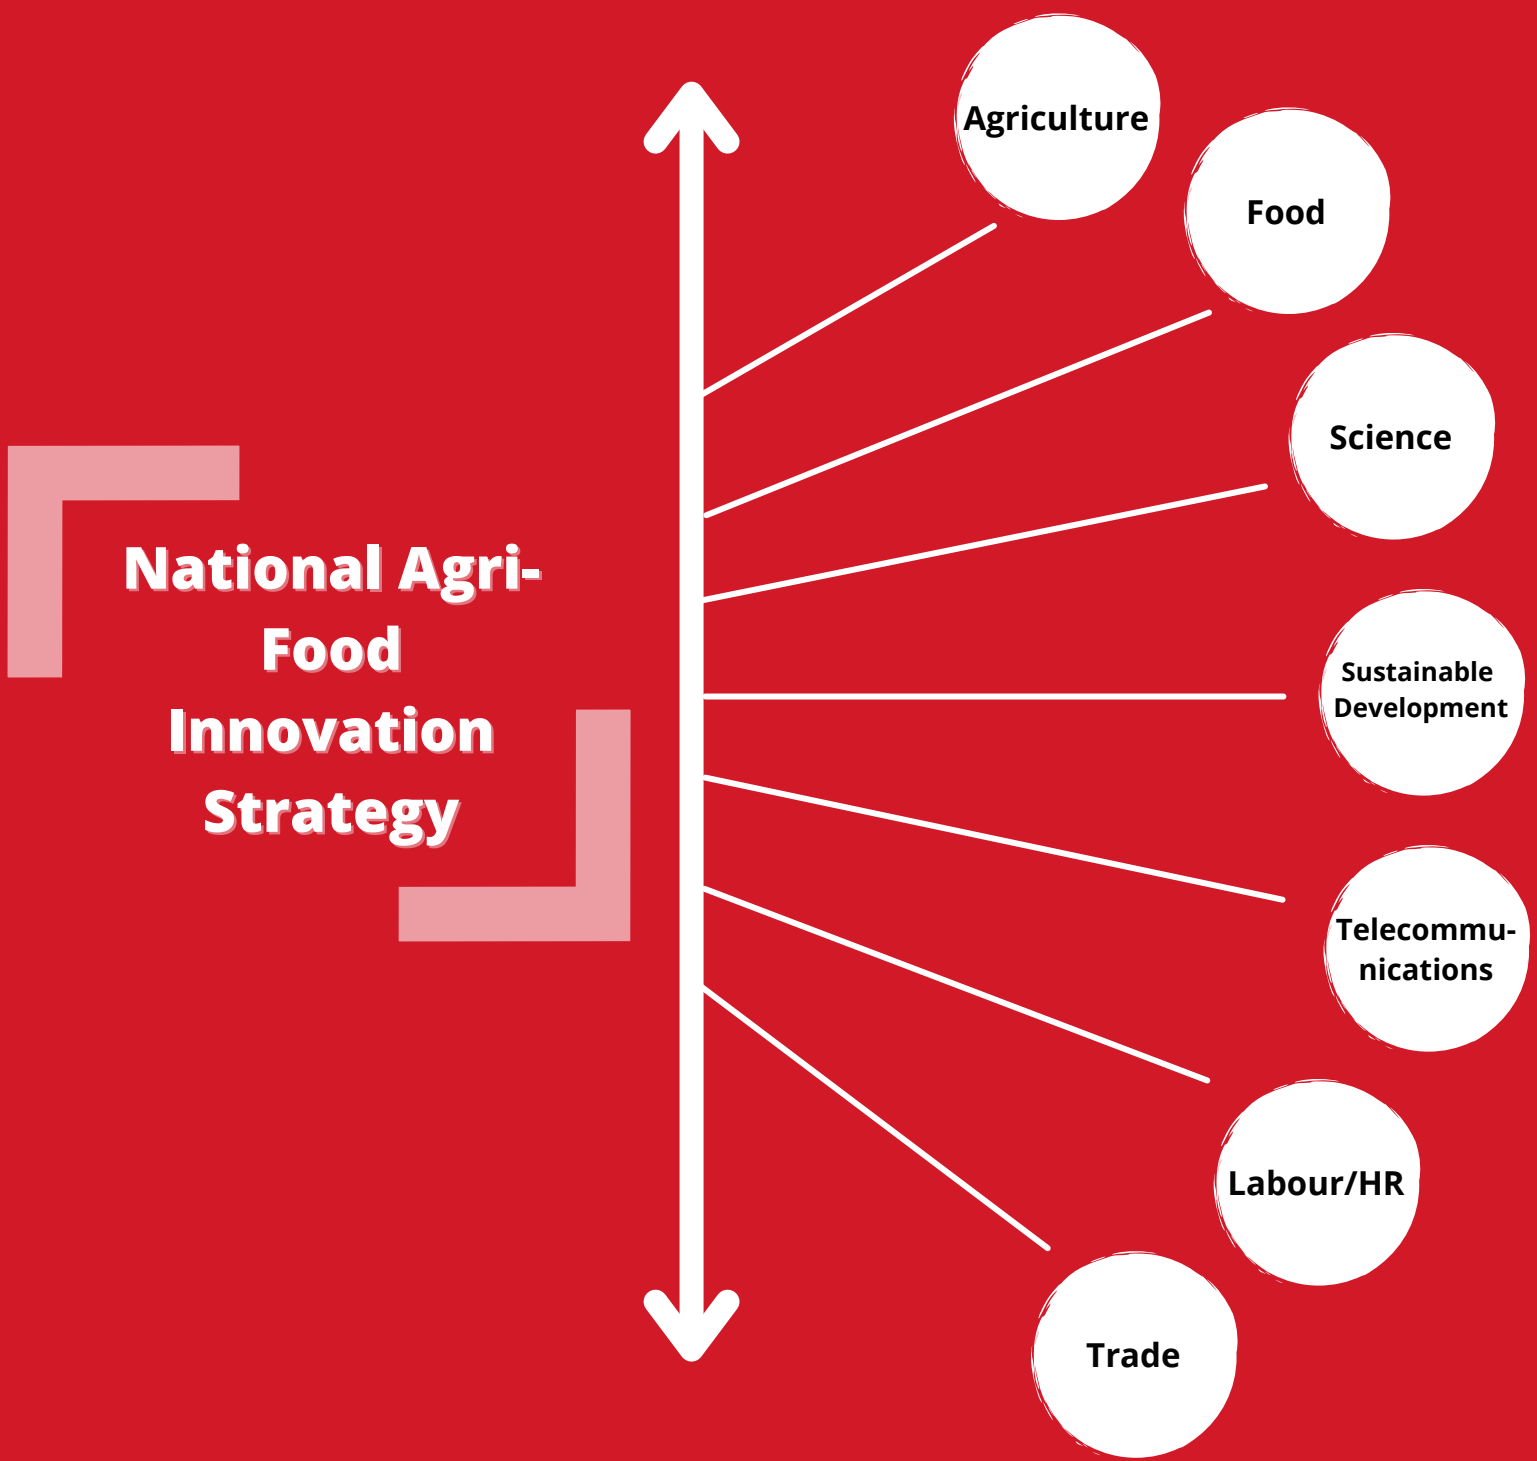 National Agri-
Food
Innovation
Strategy
Agriculture
Food
Science
Sustainable
Development
Telecommu-
nications
Labour/HR
Trade